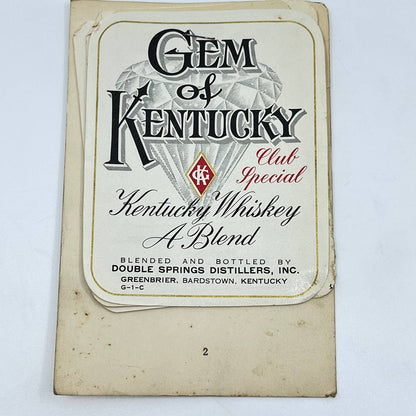 GEM
of
KENTUCKY
Club
Special
GK
Kentucky Whiskey
A Blend
BLENDED AND BOTTLED BY
DOUBLE SPRINGS DISTILLERS, INC.
GREENBRIER, BARDSTOWN, KENTUCKY
G-1-C
2